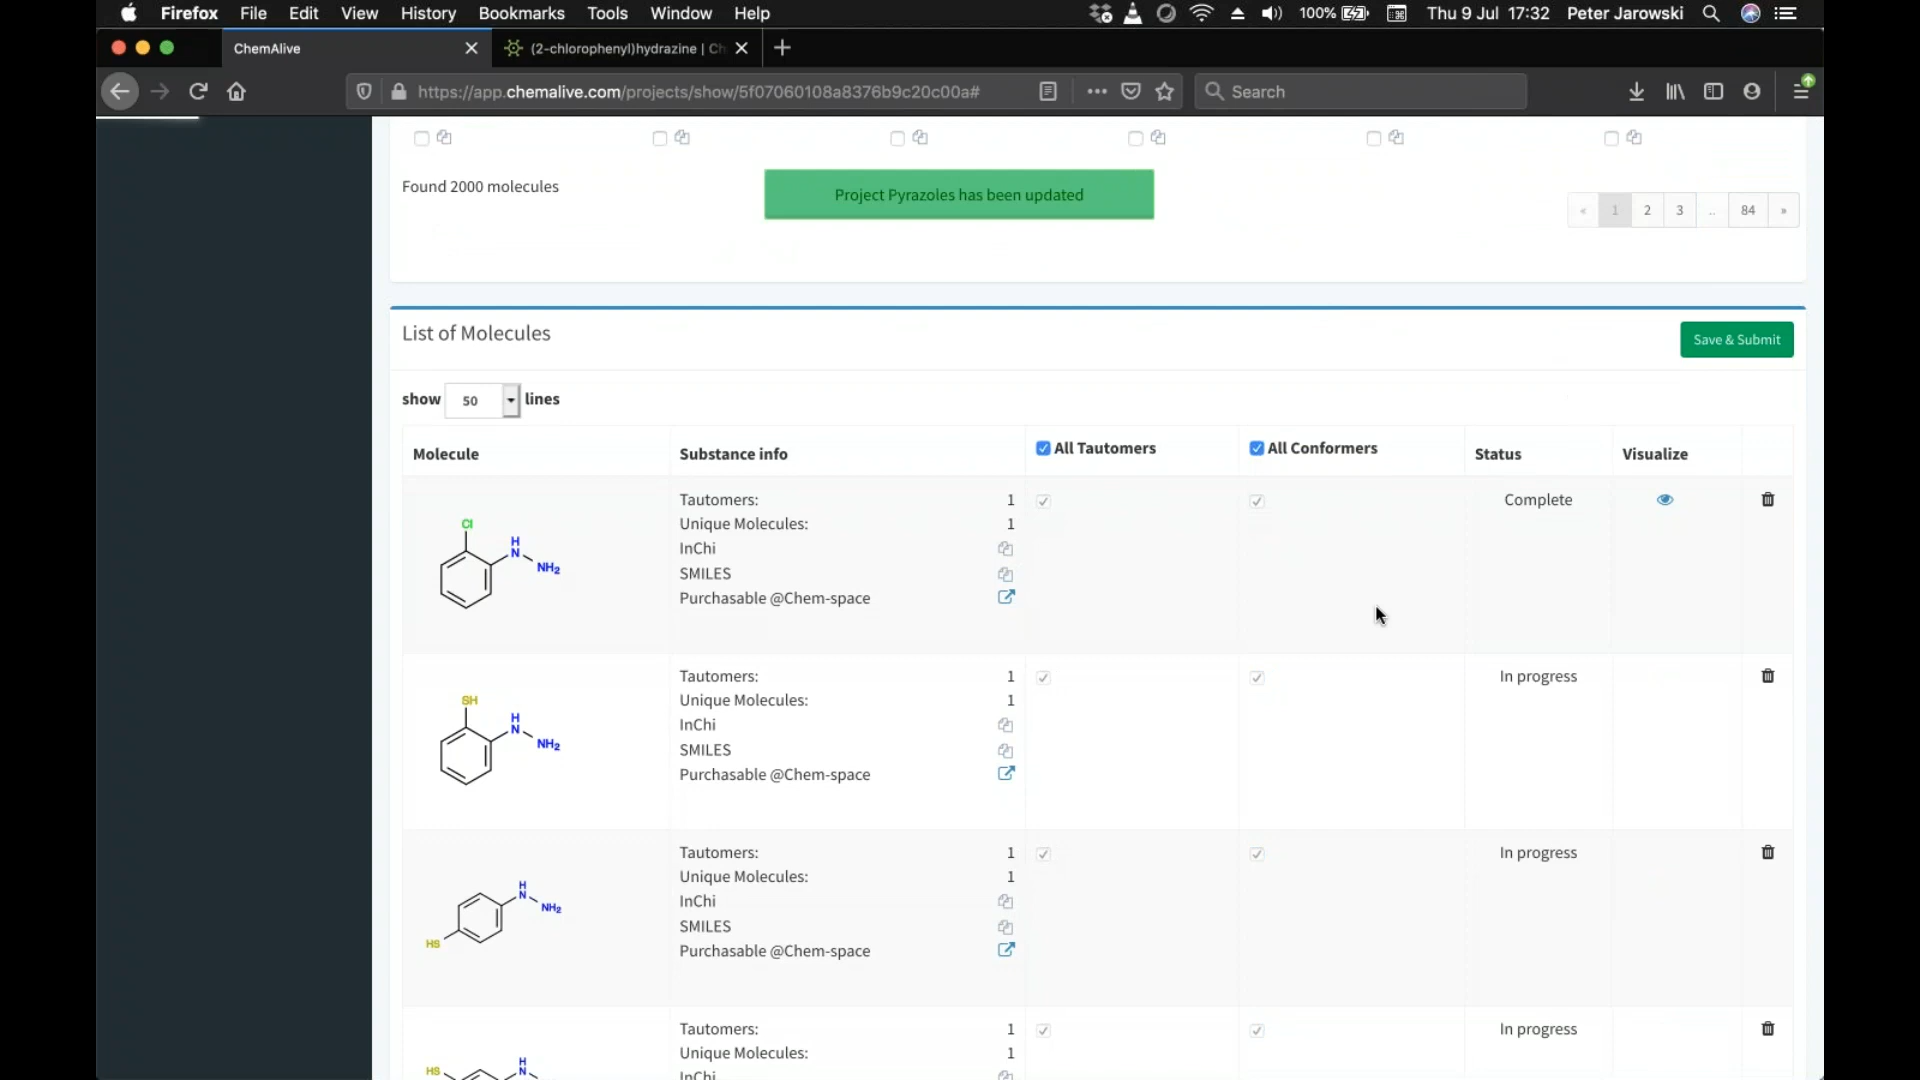 Firefox File Edit View History Bookmarks Tools Window Help 100% Thu 9 Jul 17:32 Peter Jarowski
ChemAlive (2-chlorophenyl)hydrazine | Ch
https://app.chemalive.com/projects/show/5f07060108a8376b9c20c00a# Search
Found 2000 molecules
Project Pyrazoles has been updated
« 1 2 3 .. 84 »
List of Molecules
Save & Submit
show 50 lines
Molecule Substance info All Tautomers All Conformers Status Visualize
Tautomers: 1 Complete
Unique Molecules: 1
InChi
SMILES
Purchasable @Chem-space
Cl
H
N
NH2
Tautomers: 1 In progress
Unique Molecules: 1
InChi
SMILES
Purchasable @Chem-space
SH
H
N
NH2
Tautomers: 1 In progress
Unique Molecules: 1
InChi
SMILES
Purchasable @Chem-space
H
N
NH2
HS
Tautomers: 1 In progress
Unique Molecules: 1
InChi
H
N
HS